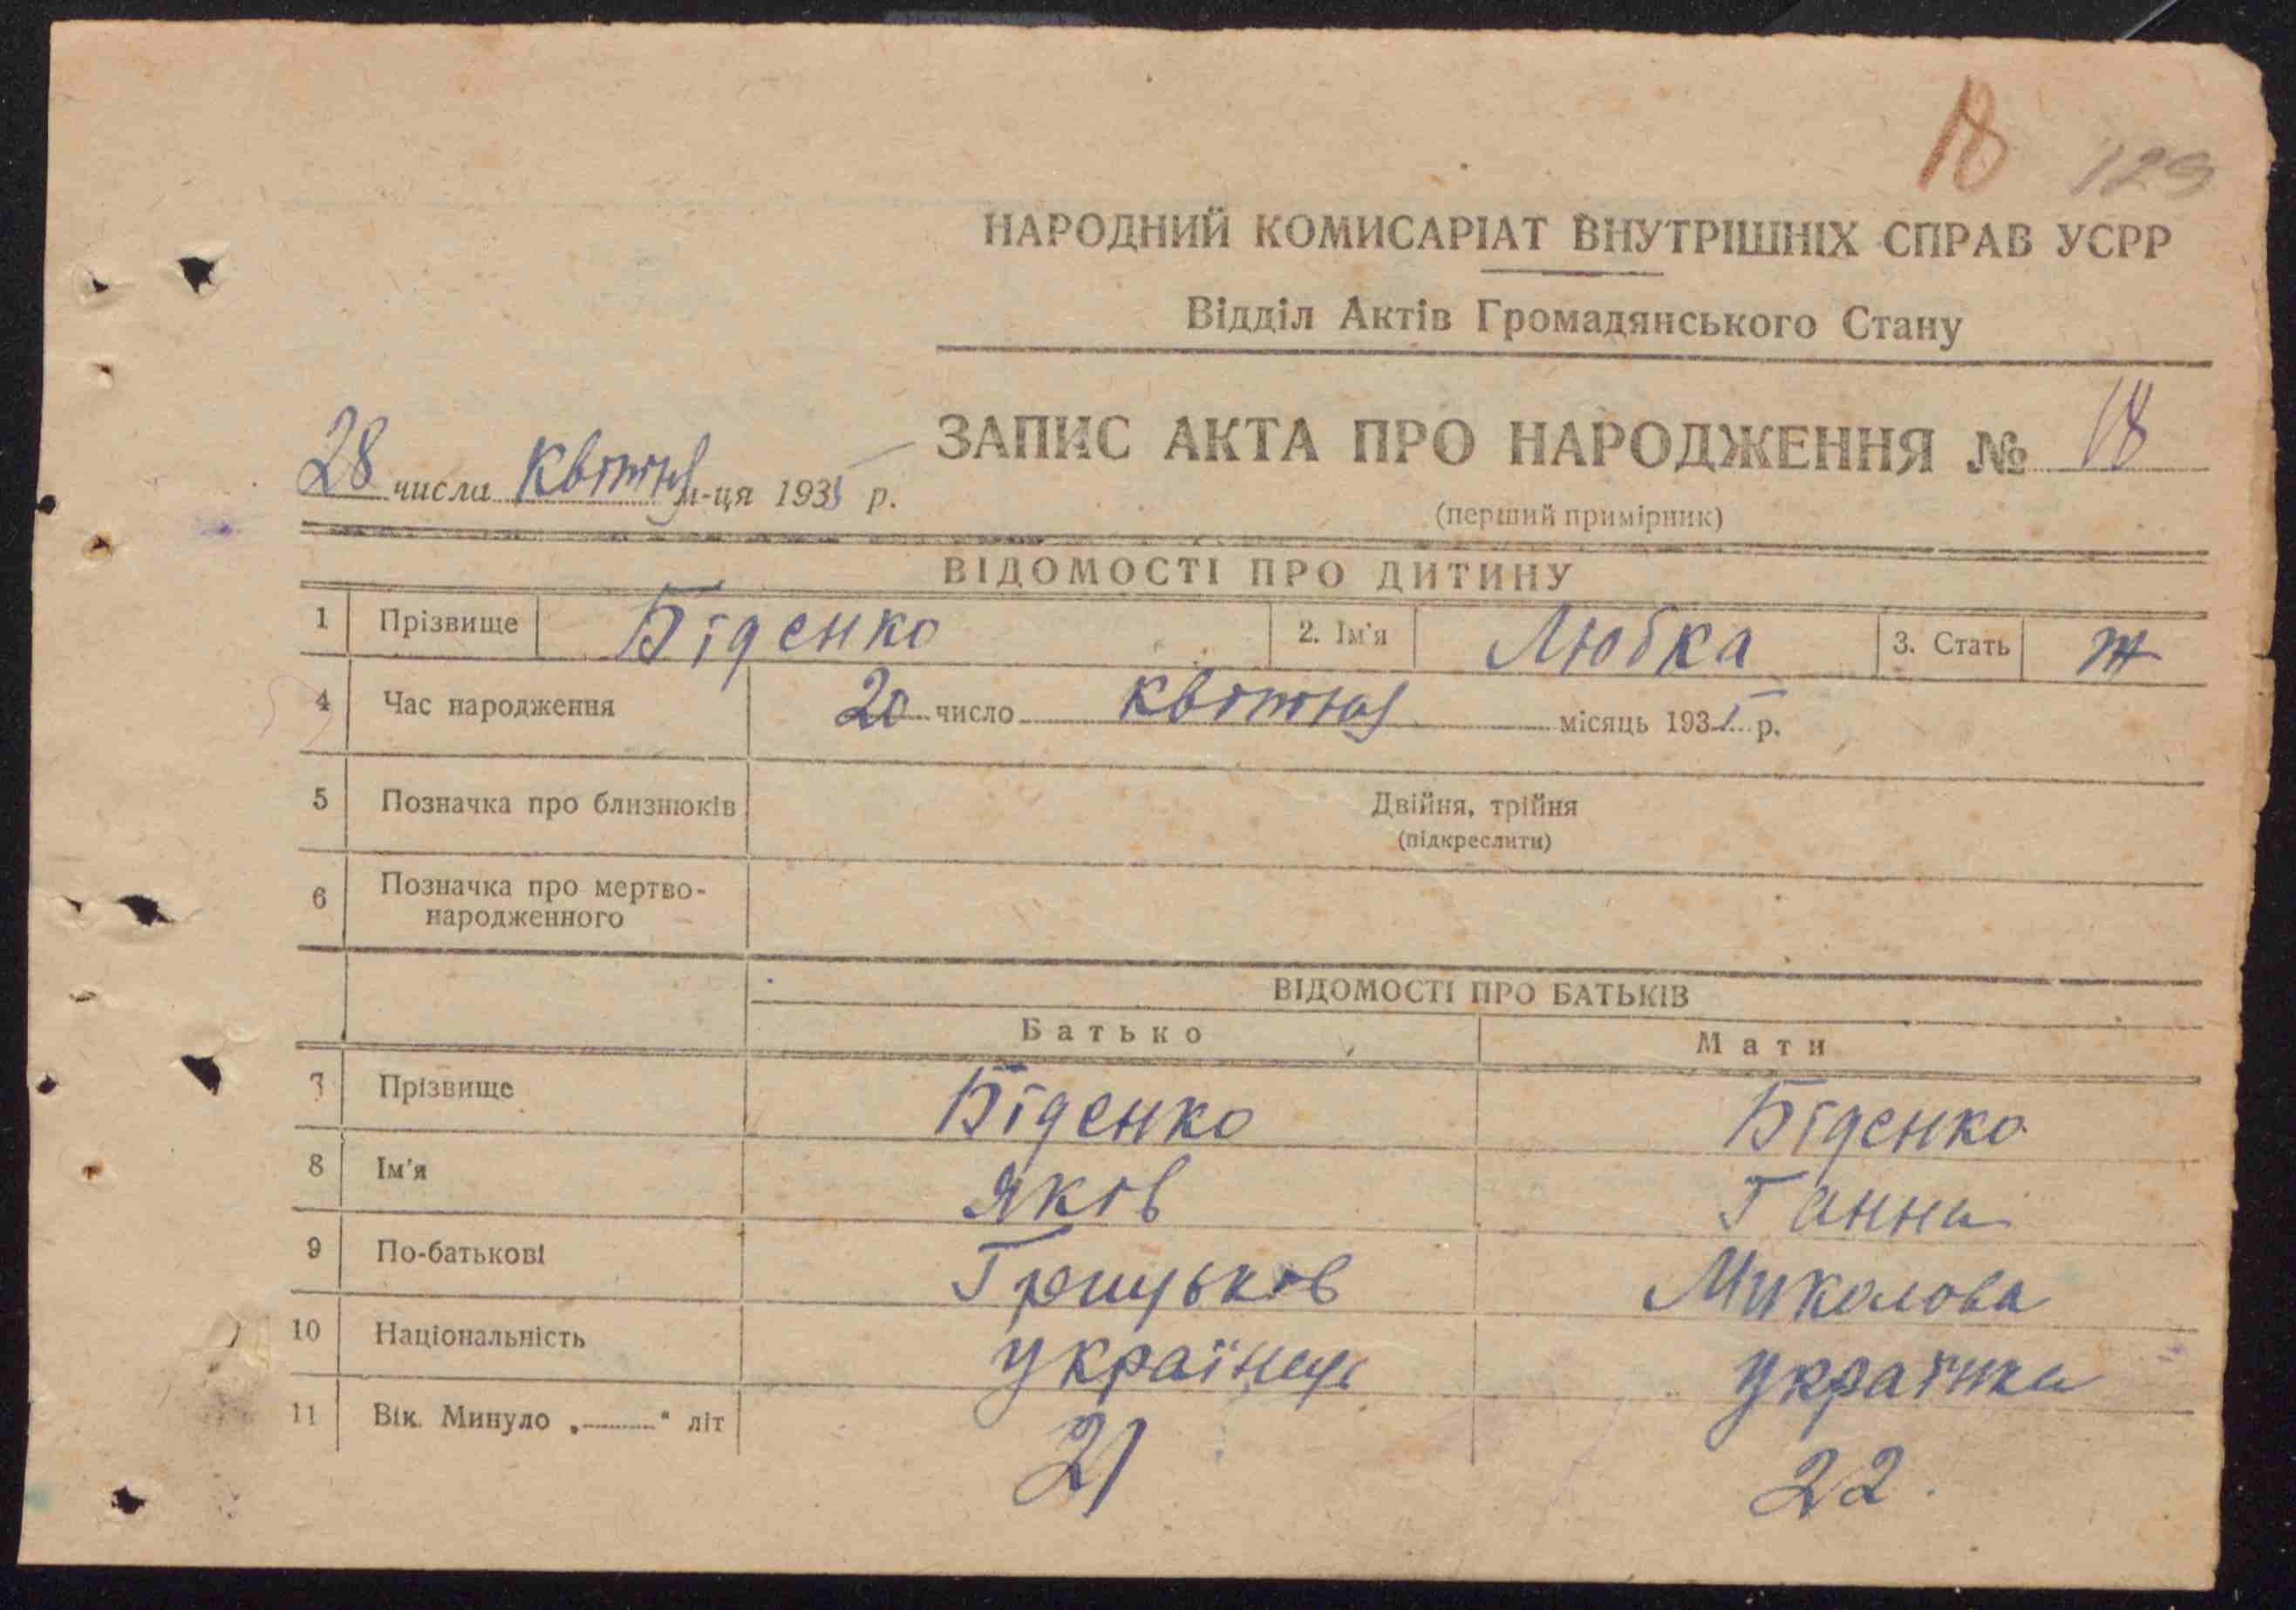 18 129
НАРОДНИЙ КОМИСАРІАТ ВНУТРІШНІХ СПРАВ УСРР
Відділ Актів Громадянського Стану
ЗАПИС АКТА ПРО НАРОДЖЕННЯ № 18
28 числа квітня м-ця 1935 р.
(перший примірник)
ВІДОМОСТІ ПРО ДИТИНУ
1 Прізвище Біденко 2. Ім'я Любка 3. Стать ж
4 Час народження 20 число квітня місяць 1935 р.
5 Позначка про близнюків Двійня, трійня
(підкреслити)
6 Позначка про мертво-
народженного
ВІДОМОСТІ ПРО БАТЬКІВ
Батько Мати
7 Прізвище Біденко Біденко
8 Ім'я Яків Ганна
9 По-батькові Грицьків Миколова
10 Національність українець українка
11 Вік. Минуло „ “ літ 21 22